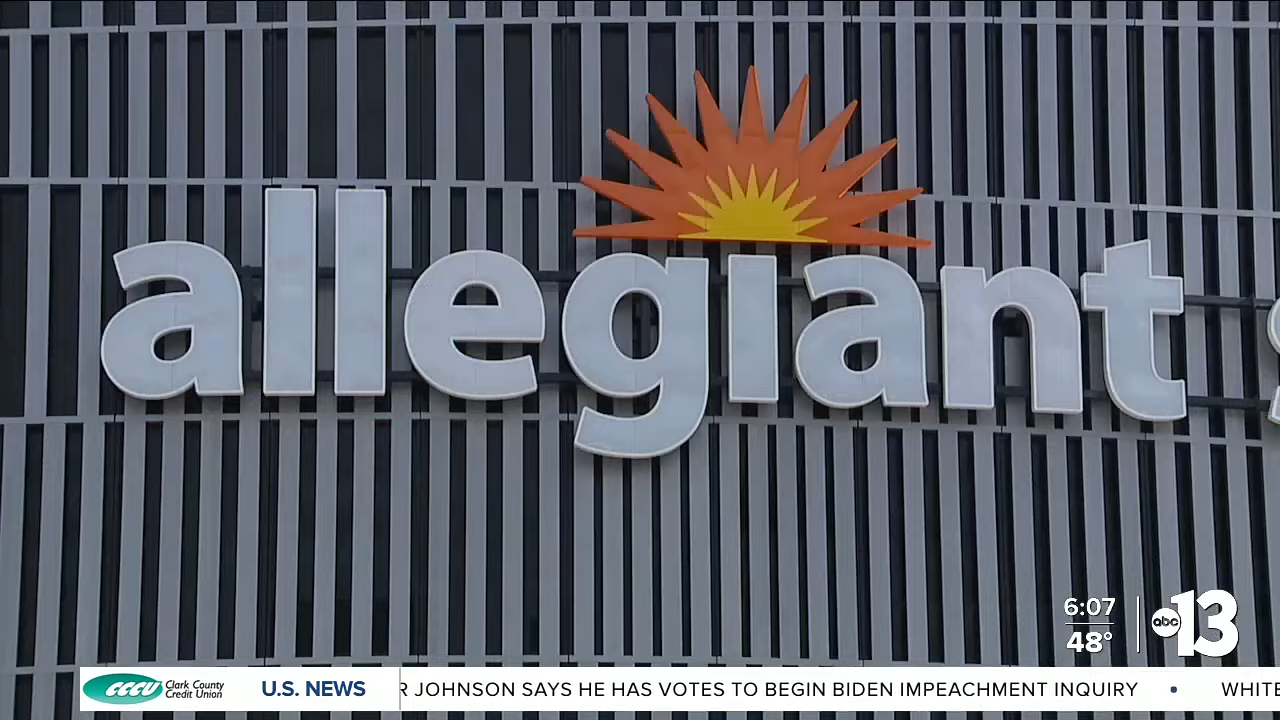 allegiant
6:07
48°
abc 13
CCCU Clark County
Credit Union
U.S. NEWS
R JOHNSON SAYS HE HAS VOTES TO BEGIN BIDEN IMPEACHMENT INQUIRY • WHITE